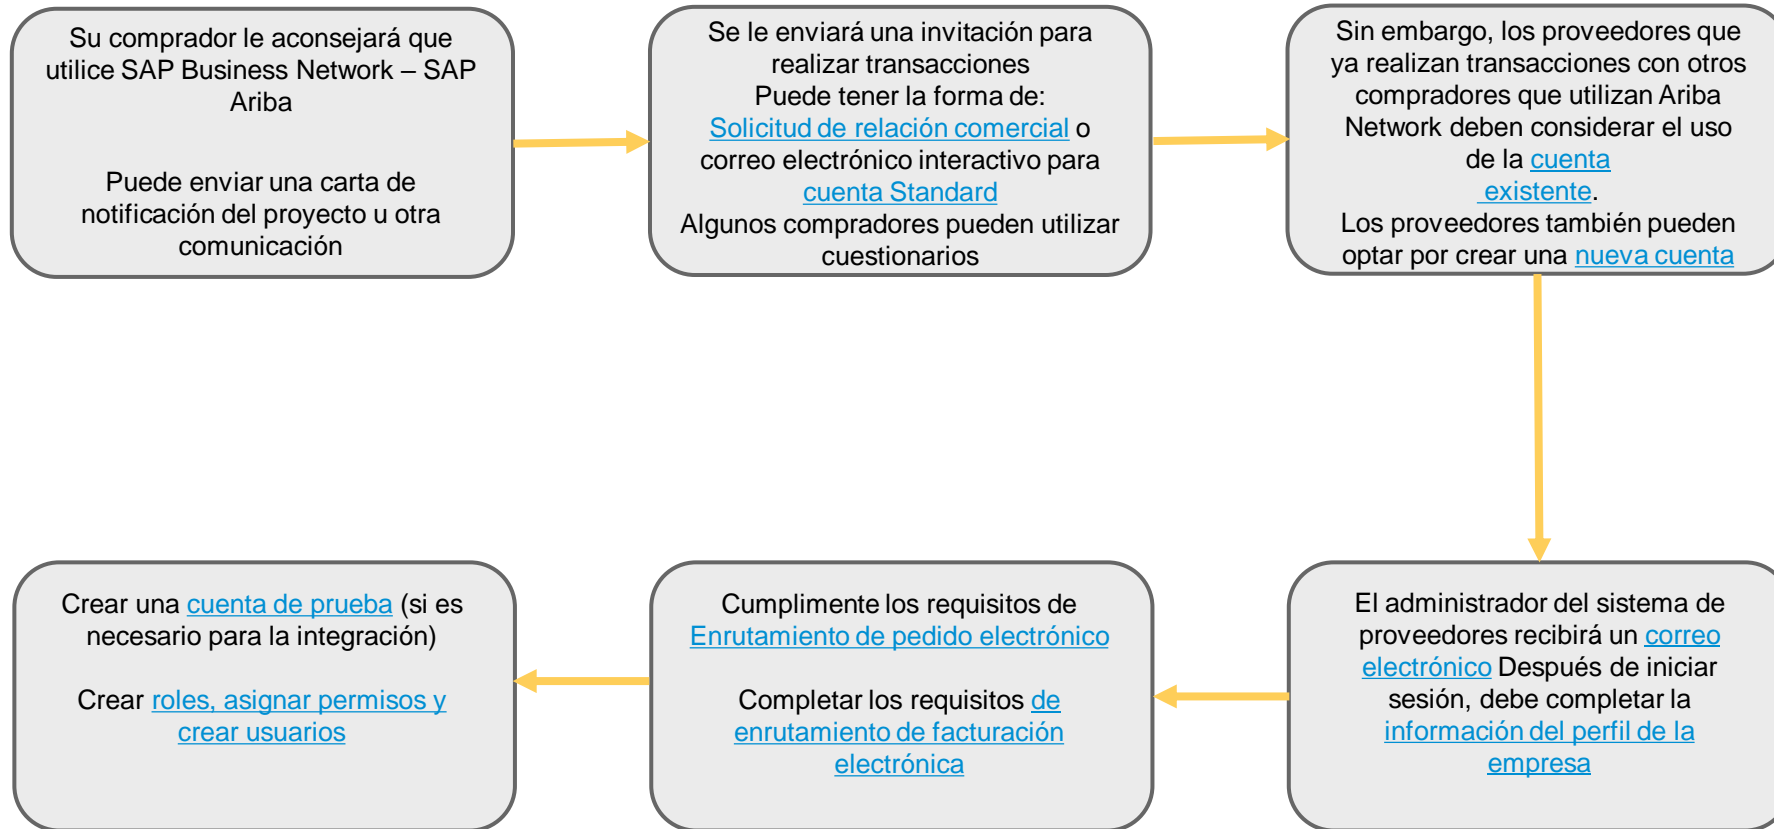 Su comprador le aconsejará que
utilice SAP Business Network – SAP
Ariba
Puede enviar una carta de
notificación del proyecto u otra
comunicación
Se le enviará una invitación para
realizar transacciones
Puede tener la forma de:
Solicitud de relación comercial o
correo electrónico interactivo para
cuenta Standard
Algunos compradores pueden utilizar
cuestionarios
Sin embargo, los proveedores que
ya realizan transacciones con otros
compradores que utilizan Ariba
Network deben considerar el uso
de la cuenta
existente.
Los proveedores también pueden
optar por crear una nueva cuenta
El administrador del sistema de
proveedores recibirá un correo
electrónico Después de iniciar
sesión, debe completar la
información del perfil de la
empresa
Cumplimente los requisitos de
Enrutamiento de pedido electrónico
Completar los requisitos de
enrutamiento de facturación
electrónica
Crear una cuenta de prueba (si es
necesario para la integración)
Crear roles, asignar permisos y
crear usuarios